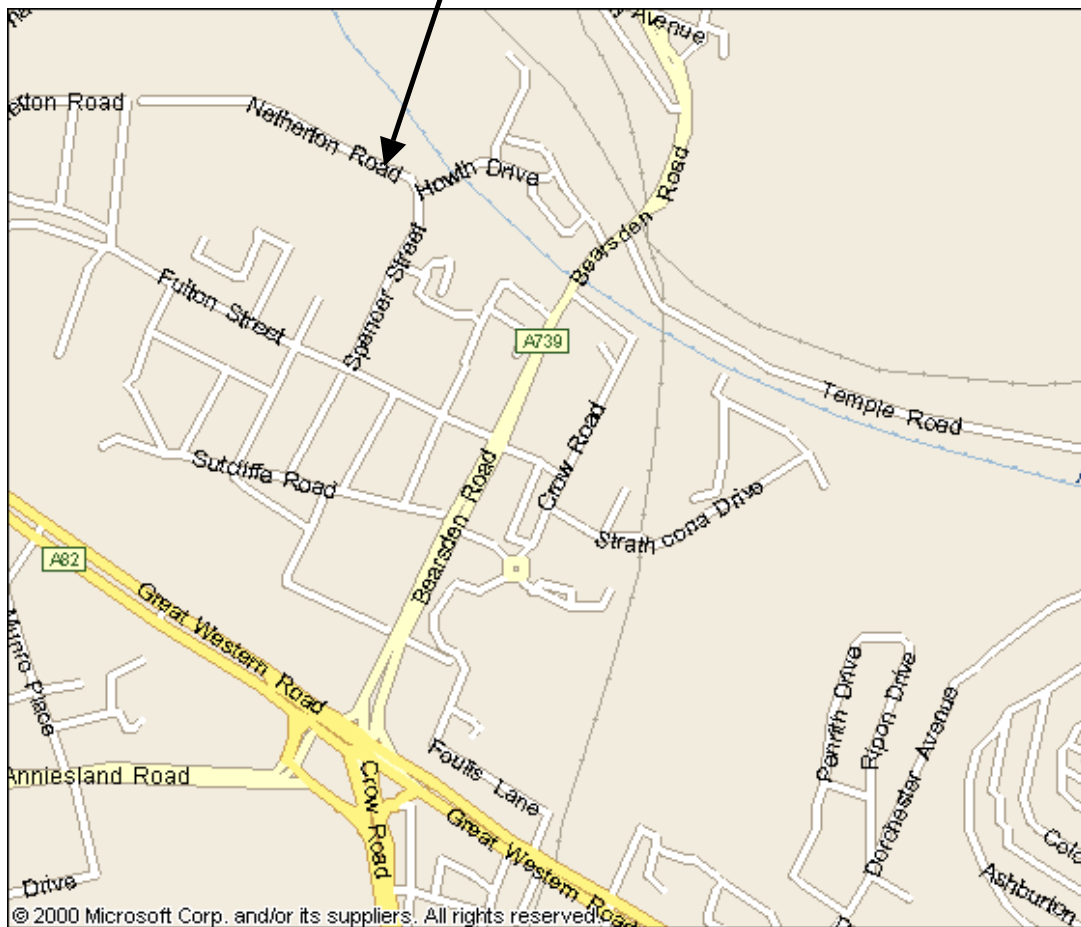 Avenue
ton Road
Netherton Road
Howth Drive
Bearsden Road
Spencer Street
Fulton Street
A739
Temple Road
Crow Road
Sutcliffe Road
Bearsden Road
Strathcona Drive
A82
Great Western Road
Munro Place
Penrith Drive
Ripon Drive
Dorchester Avenue
Foulis Lane
Anniesland Road
Crow Road
Great Western Road
Drive
Ashburton
© 2000 Microsoft Corp. and/or its suppliers. All rights reserved.